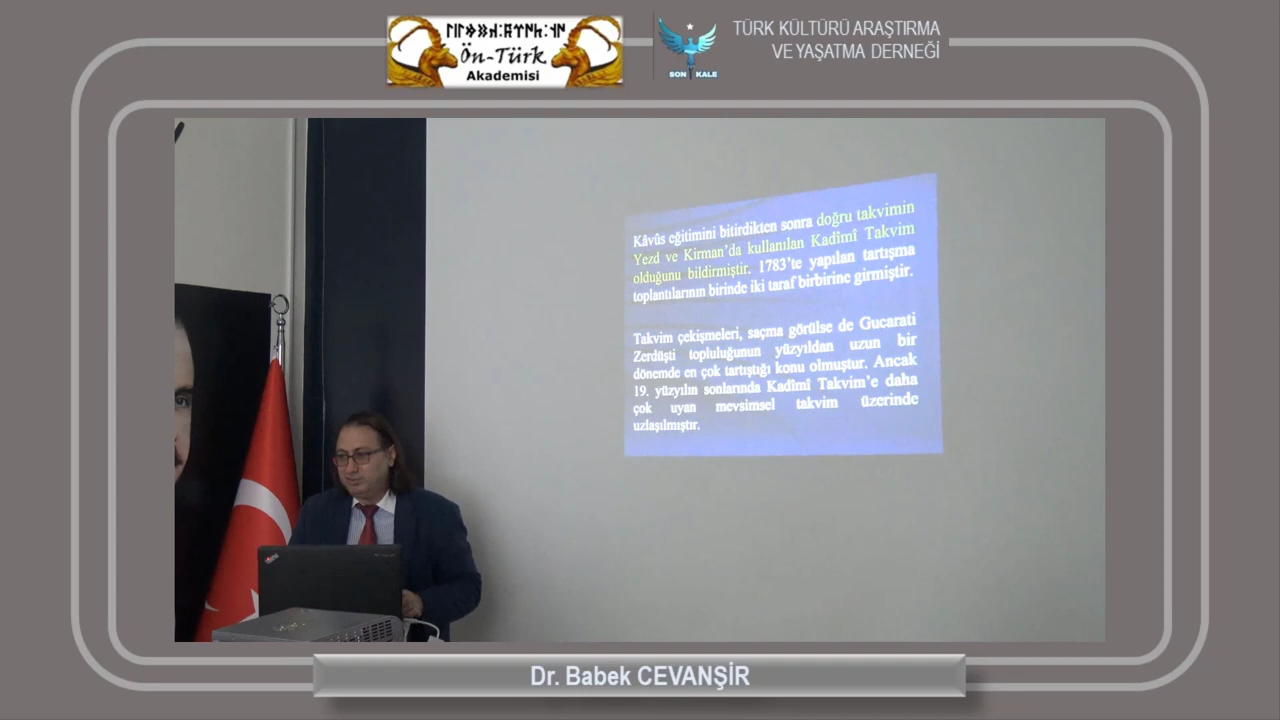 Ön-Türk
Akademisi
SON KALE
TÜRK KÜLTÜRÜ ARAŞTIRMA
VE YAŞATMA DERNEĞİ
Kâvûs eğitimini bitirdikten sonra doğru takvimin
Yezd ve Kirman'da kullanılan Kadîmî Takvim
olduğunu bildirmiştir. 1783'te yapılan tartışma
toplantılarının birinde iki taraf birbirine girmiştir.
Takvim çekişmeleri, saçma görülse de Gucarati
Zerdüşti topluluğunun yüzyıldan uzun bir
dönemde en çok tartıştığı konu olmuştur. Ancak
19. yüzyılın sonlarında Kadîmî Takvim'e daha
çok uyan mevsimsel takvim üzerinde
uzlaşılmıştır.
Dr. Babek CEVANŞİR